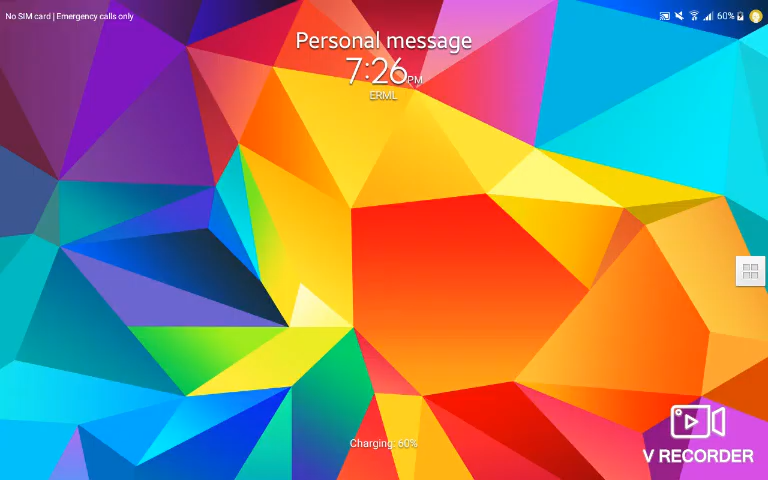 No SIM card | Emergency calls only
60%
Personal message
7:26PM
ERML
Charging: 60%
V RECORDER